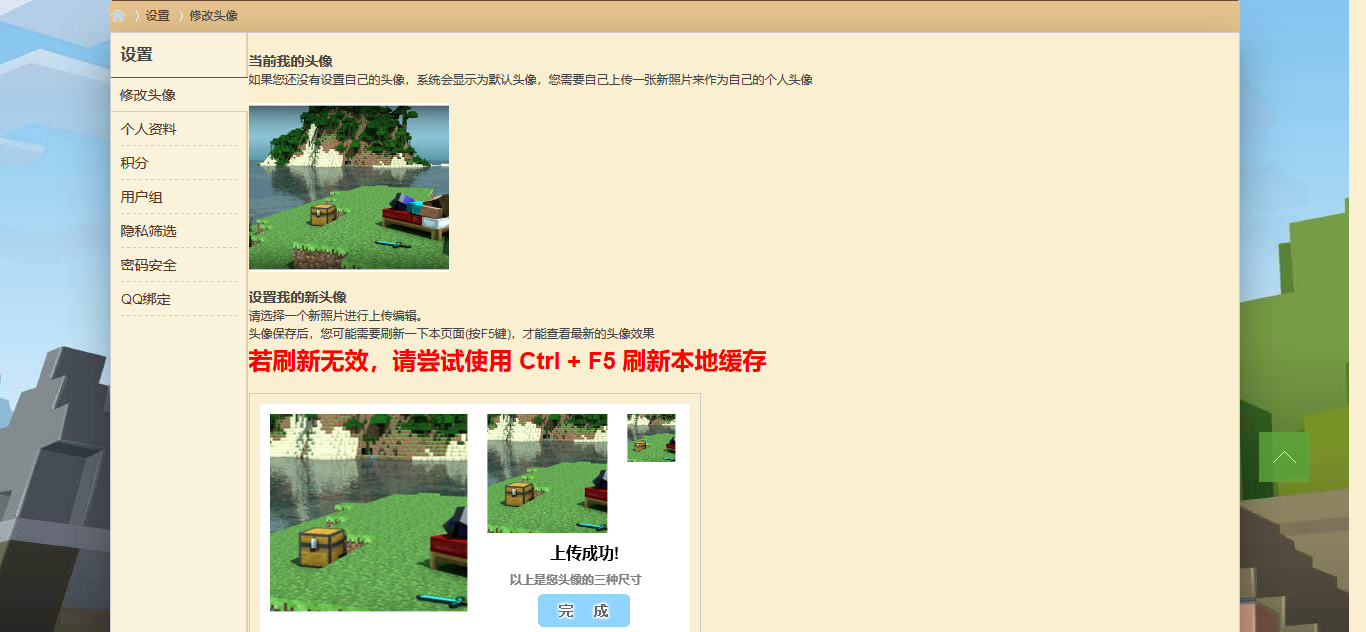 设置 修改头像
设置
修改头像
个人资料
积分
用户组
隐私筛选
密码安全
QQ绑定
当前我的头像
如果您还没有设置自己的头像，系统会显示为默认头像，您需要自己上传一张新照片来作为自己的个人头像
设置我的新头像
请选择一个新照片进行上传编辑。
头像保存后，您可能需要刷新一下本页面(按F5键)，才能查看最新的头像效果
若刷新无效，请尝试使用 Ctrl + F5 刷新本地缓存
上传成功!
以上是您头像的三种尺寸
完 成